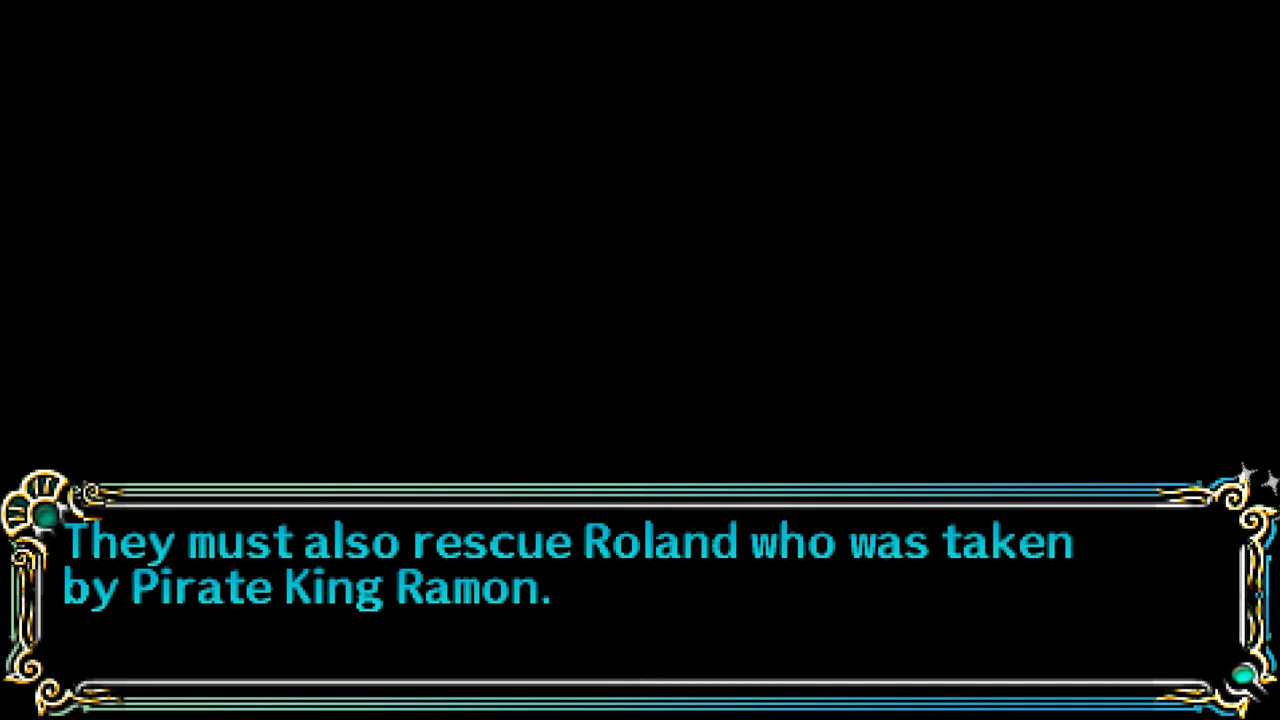 They must also rescue Roland who was taken
by Pirate King Ramon.